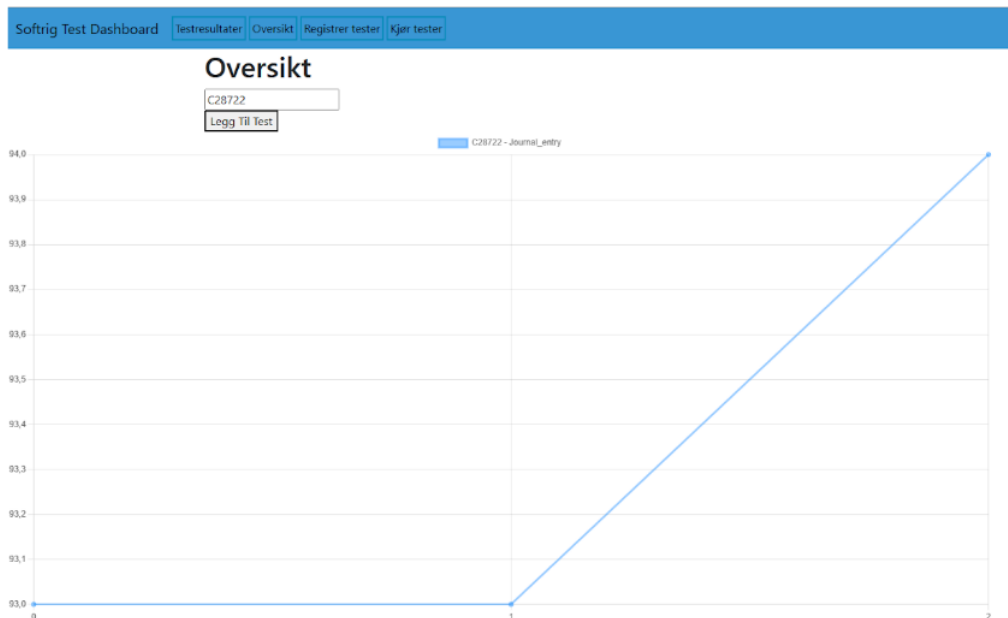 Softrig Test Dashboard Testresultater Oversikt Registrer tester Kjør tester
Oversikt
C28722
Legg Til Test
C28722 - Journal_entry
94,0
93,9
93,8
93,7
93,6
93,5
93,4
93,3
93,2
93,1
93,0
0 1 2